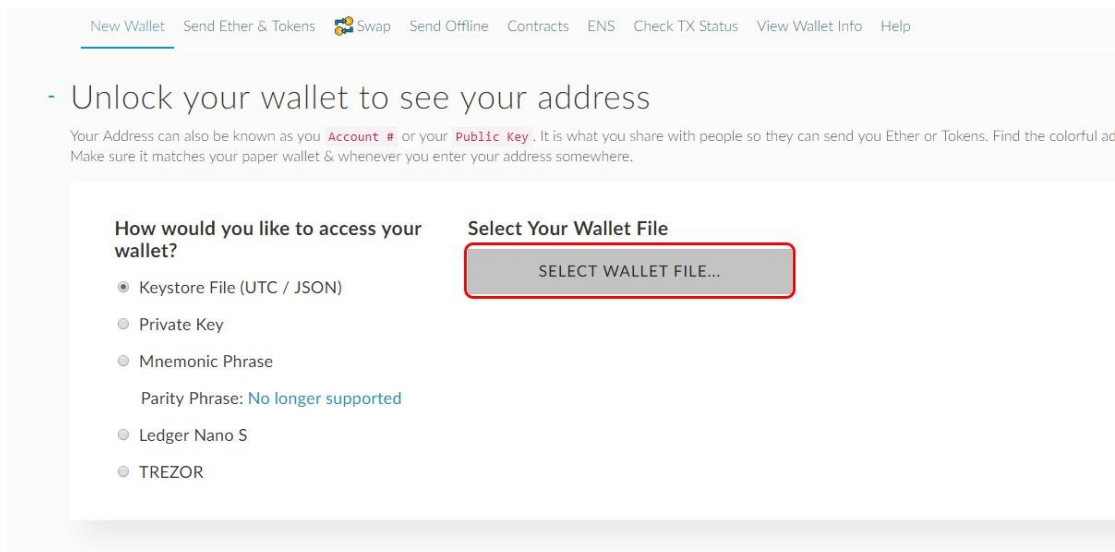 New Wallet Send Ether & Tokens Swap Send Offline Contracts ENS Check TX Status View Wallet Info Help
- Unlock your wallet to see your address
Your Address can also be known as you Account # or your Public Key. It is what you share with people so they can send you Ether or Tokens. Find the colorful
Make sure it matches your paper wallet & whenever you enter your address somewhere.
How would you like to access your
wallet?
Keystore File (UTC / JSON)
Private Key
Mnemonic Phrase
Parity Phrase: No longer supported
Ledger Nano S
TREZOR
Select Your Wallet File
SELECT WALLET FILE...